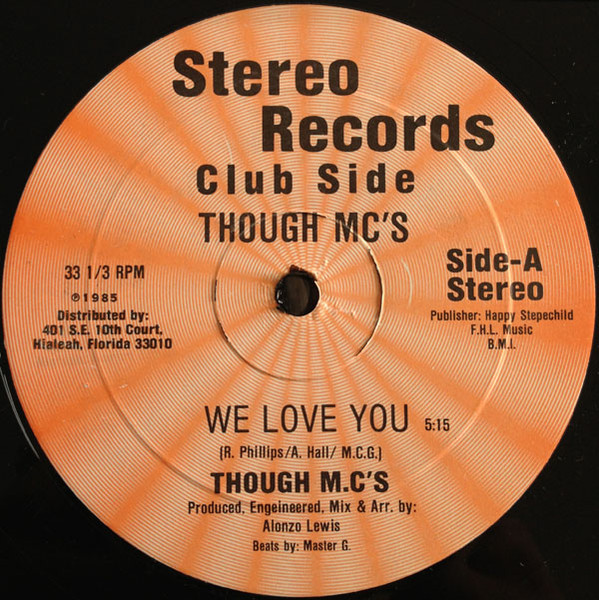 Stereo
Records
Club Side
THOUGH MC'S
33 1/3 RPM
℗1985
Distributed by:
401 S.E. 10th Court,
Hialeah, Florida 33010
Side-A
Stereo
Publisher: Happy Stepechild
F.H.L. Music
B.M.I.
WE LOVE YOU 5:15
(R. Phillips/A. Hall/ M.C.G.)
THOUGH M.C'S
Produced, Engeineered, Mix & Arr. by:
Alonzo Lewis
Beats by: Master G.